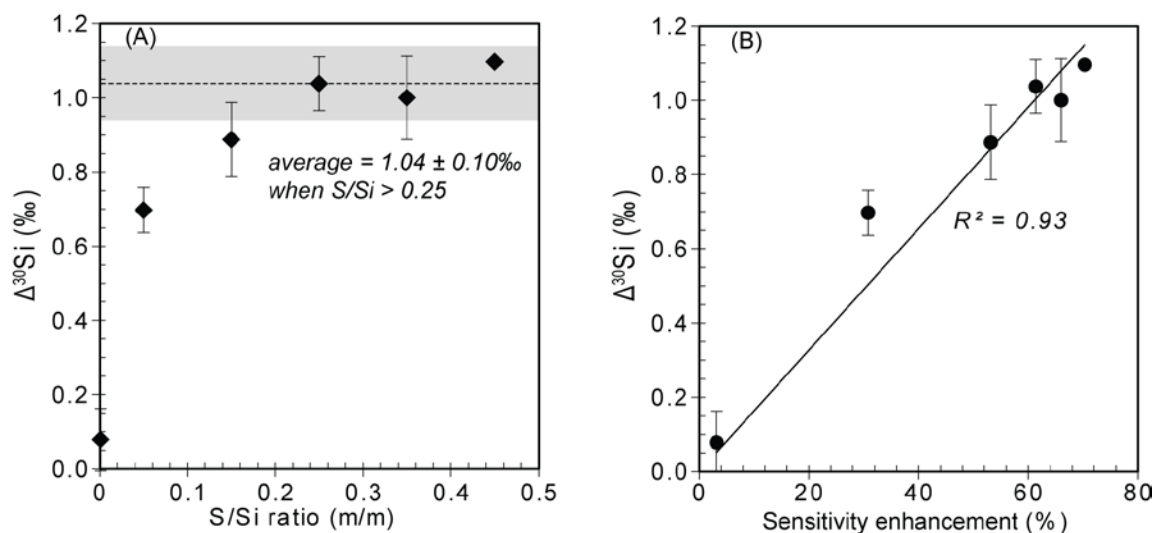 (A)
Δ³⁰Si (‰)
1.2
1.0
0.8
0.6
0.4
0.2
0.0
average = 1.04 ± 0.10‰
when S/Si > 0.25
0 0.1 0.2 0.3 0.4 0.5
S/Si ratio (m/m)
(B)
Δ³⁰Si (‰)
1.2
1.0
0.8
0.6
0.4
0.2
0.0
R² = 0.93
0 20 40 60 80
Sensitivity enhancement (%)